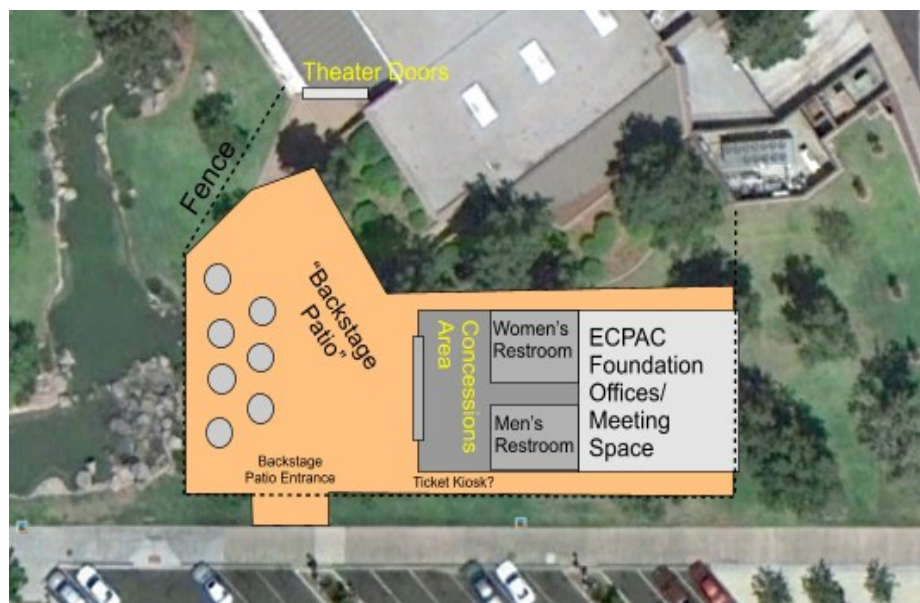 Theater Doors
Fence
"Backstage
Patio"
Concessions
Area
Women's
Restroom
Men's
Restroom
ECPAC
Foundation
Offices/
Meeting
Space
Backstage
Patio Entrance
Ticket Kiosk?